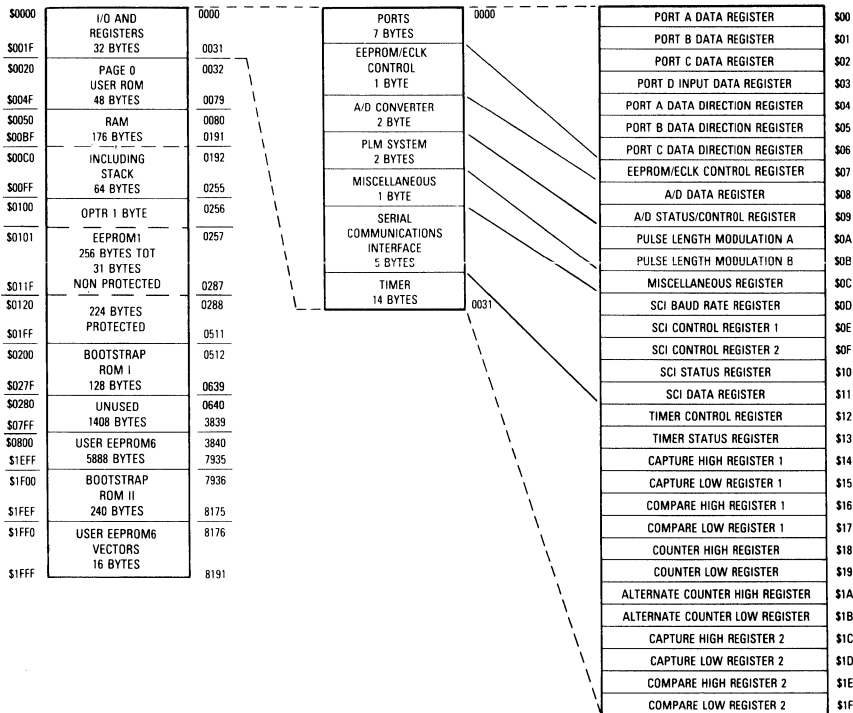 $0000 I/O AND 0000
REGISTERS
$001F 32 BYTES 0031
$0020 PAGE 0 0032
USER ROM
$004F 48 BYTES 0079
$0050 RAM 0080
$00BF 176 BYTES 0191
$00C0 INCLUDING 0192
STACK
$00FF 64 BYTES 0255
$0100 OPTR 1 BYTE 0256
$0101 EEPROM1 0257
256 BYTES TOT
31 BYTES
$011F NON PROTECTED 0287
$0120 224 BYTES 0288
$01FF PROTECTED 0511
$0200 BOOTSTRAP 0512
ROM I
$027F 128 BYTES 0639
$0280 UNUSED 0640
$07FF 1408 BYTES 3839
$0800 USER EEPROM6 3840
$1EFF 5888 BYTES 7935
$1F00 BOOTSTRAP 7936
ROM II
$1FEF 240 BYTES 8175
$1FF0 USER EEPROM6 8176
VECTORS
16 BYTES
$1FFF 8191
PORTS 0000
7 BYTES
EEPROM/ECLK
CONTROL
1 BYTE
A/D CONVERTER
2 BYTE
PLM SYSTEM
2 BYTES
MISCELLANEOUS
1 BYTE
SERIAL
COMMUNICATIONS
INTERFACE
5 BYTES
TIMER
14 BYTES 0031
PORT A DATA REGISTER $00
PORT B DATA REGISTER $01
PORT C DATA REGISTER $02
PORT D INPUT DATA REGISTER $03
PORT A DATA DIRECTION REGISTER $04
PORT B DATA DIRECTION REGISTER $05
PORT C DATA DIRECTION REGISTER $06
EEPROM/ECLK CONTROL REGISTER $07
A/D DATA REGISTER $08
A/D STATUS/CONTROL REGISTER $09
PULSE LENGTH MODULATION A $0A
PULSE LENGTH MODULATION B $0B
MISCELLANEOUS REGISTER $0C
SCI BAUD RATE REGISTER $0D
SCI CONTROL REGISTER 1 $0E
SCI CONTROL REGISTER 2 $0F
SCI STATUS REGISTER $10
SCI DATA REGISTER $11
TIMER CONTROL REGISTER $12
TIMER STATUS REGISTER $13
CAPTURE HIGH REGISTER 1 $14
CAPTURE LOW REGISTER 1 $15
COMPARE HIGH REGISTER 1 $16
COMPARE LOW REGISTER 1 $17
COUNTER HIGH REGISTER $18
COUNTER LOW REGISTER $19
ALTERNATE COUNTER HIGH REGISTER $1A
ALTERNATE COUNTER LOW REGISTER $1B
CAPTURE HIGH REGISTER 2 $1C
CAPTURE LOW REGISTER 2 $1D
COMPARE HIGH REGISTER 2 $1E
COMPARE LOW REGISTER 2 $1F